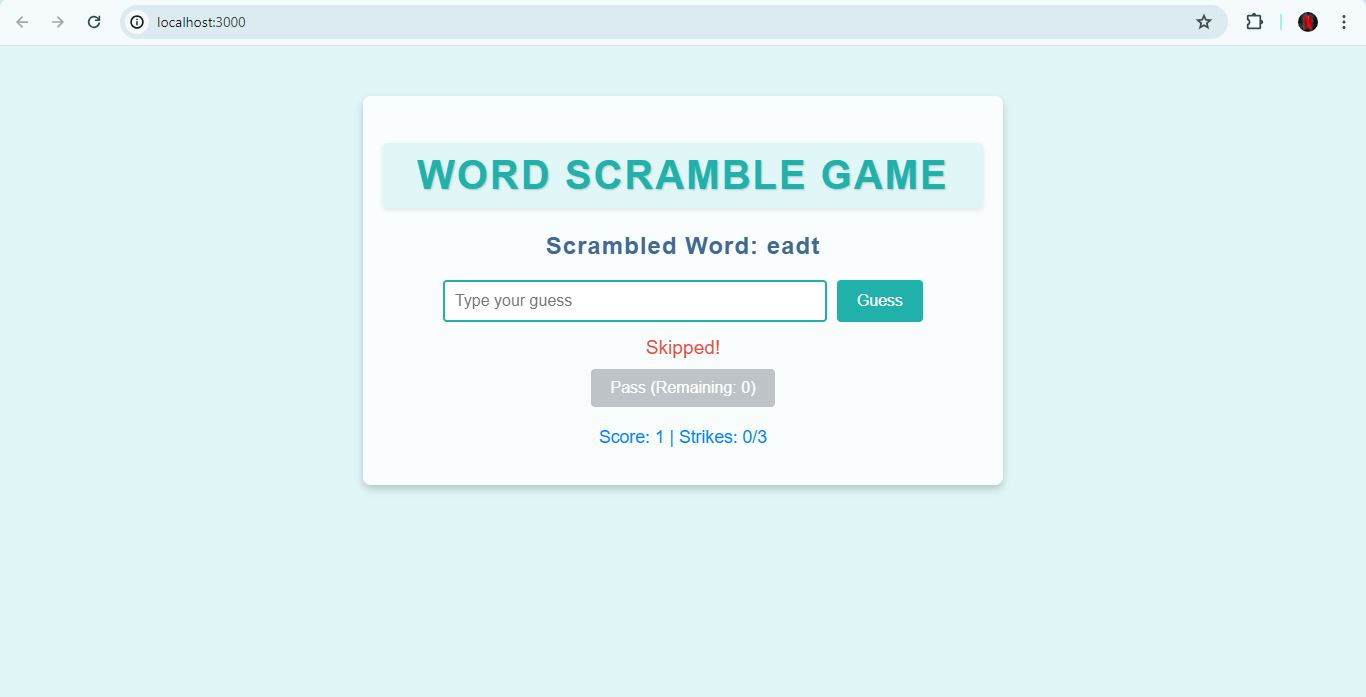 localhost:3000
WORD SCRAMBLE GAME
Scrambled Word: eadt
Type your guess Guess
Skipped!
Pass (Remaining: 0)
Score: 1 | Strikes: 0/3